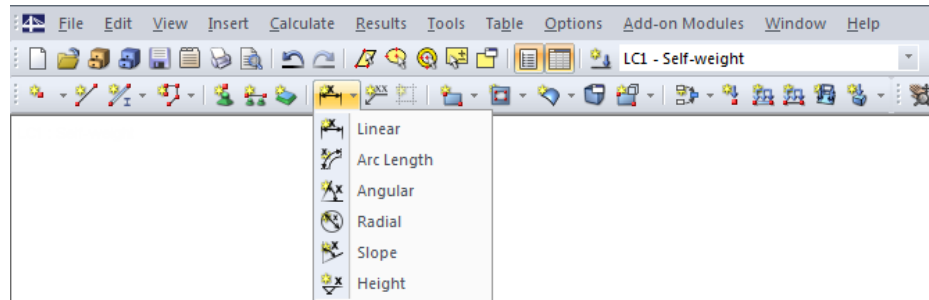 File Edit View Insert Calculate Results Tools Table Options Add-on Modules Window Help
LC1 - Self-weight
Linear
Arc Length
Angular
Radial
Slope
Height